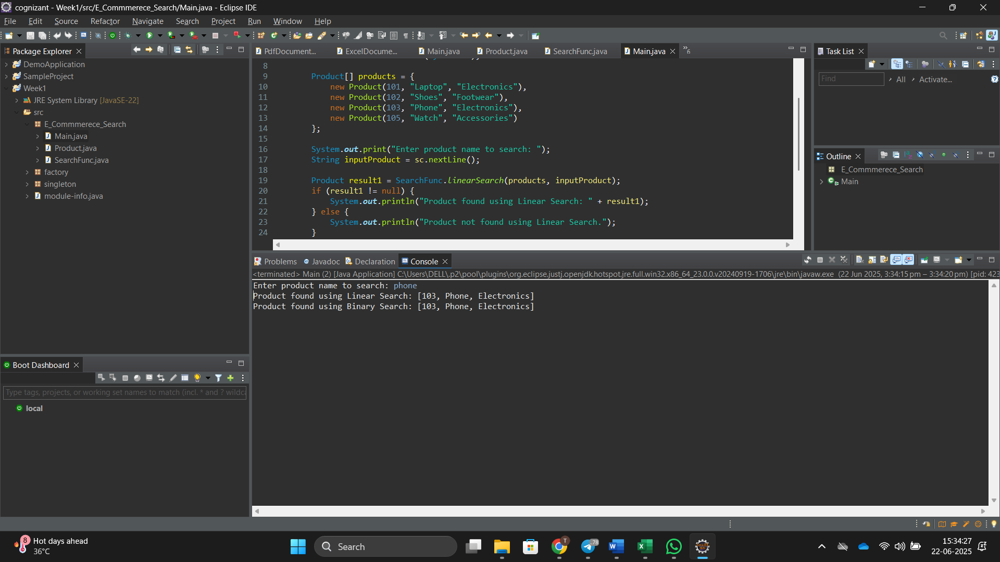 cognizant - Week1/src/E_Commmerece_Search/Main.java - Eclipse IDE
File Edit Source Refactor Navigate Search Project Run Window Help
Package Explorer
DemoApplication
SampleProject
Week1
JRE System Library [JavaSE-22]
src
E_Commmerece_Search
Main.java
Product.java
SearchFunc.java
factory
singleton
module-info.java
PdfDocument... ExcelDocume... Main.java Product.java SearchFunc.java Main.java »6
8
9 Product[] products = {
10 new Product(101, "Laptop", "Electronics"),
11 new Product(102, "Shoes", "Footwear"),
12 new Product(103, "Phone", "Electronics"),
13 new Product(105, "Watch", "Accessories")
14 };
15
16 System.out.print("Enter product name to search: ");
17 String inputProduct = sc.nextLine();
18
19 Product result1 = SearchFunc.linearSearch(products, inputProduct);
20 if (result1 != null) {
21 System.out.println("Product found using Linear Search: " + result1);
22 } else {
23 System.out.println("Product not found using Linear Search.");
24 }
Task List
Find All Activate...
Outline
E_Commmerece_Search
Main
Problems Javadoc Declaration Console
<terminated> Main (2) [Java Application] C:\Users\DELL\.p2\pool\plugins\org.eclipse.justj.openjdk.hotspot.jre.full.win32.x86_64_23.0.0.v20240919-1706\jre\bin\javaw.exe (22 Jun 2025, 3:34:15 pm – 3:34:20 pm) [pid: 423
Enter product name to search: phone
Product found using Linear Search: [103, Phone, Electronics]
Product found using Binary Search: [103, Phone, Electronics]
Boot Dashboard
Type tags, projects, or working set names to match (incl. * and ? wildca
local
8 Hot days ahead
36°C
Search
T
78
15:34:27
22-06-2025